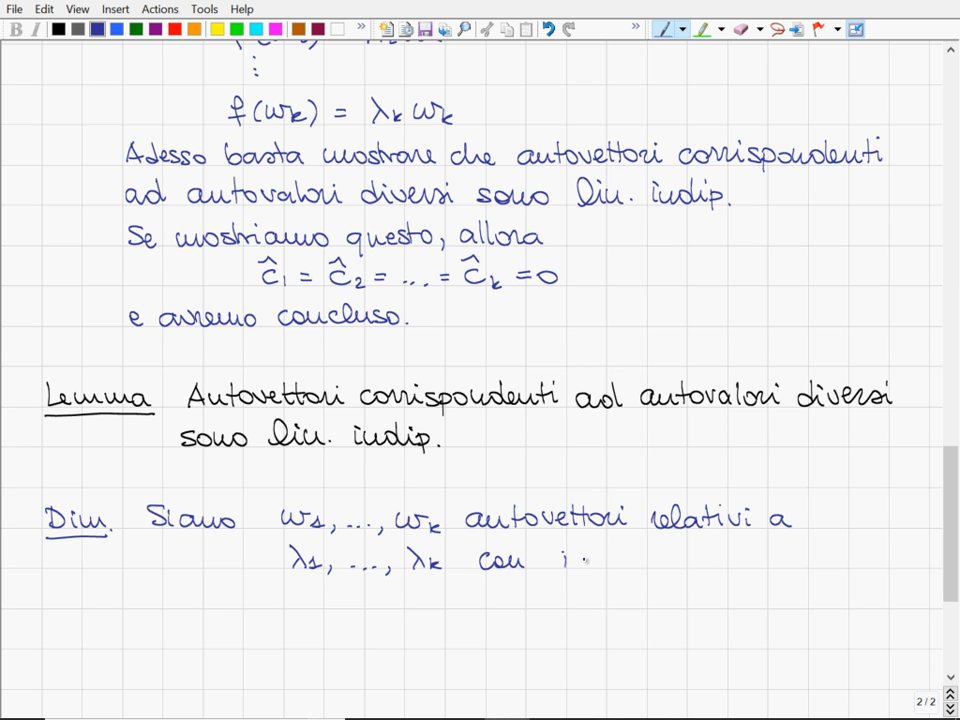 File Edit View Insert Actions Tools Help
B I
⋮
f(wₖ) = λₖ wₖ
Adesso basta mostrare che autovettori corrispondenti
ad autovalori diversi sono lin. indip.
Se mostriamo questo, allora
ĉ₁ = ĉ₂ = ... = ĉₖ = 0
e avremo concluso.
Lemma Autovettori corrispondenti ad autovalori diversi
sono lin. indip.
Dim. Siano w₁, ..., wₖ autovettori relativi a
λ₁, ..., λₖ con i
2 / 2